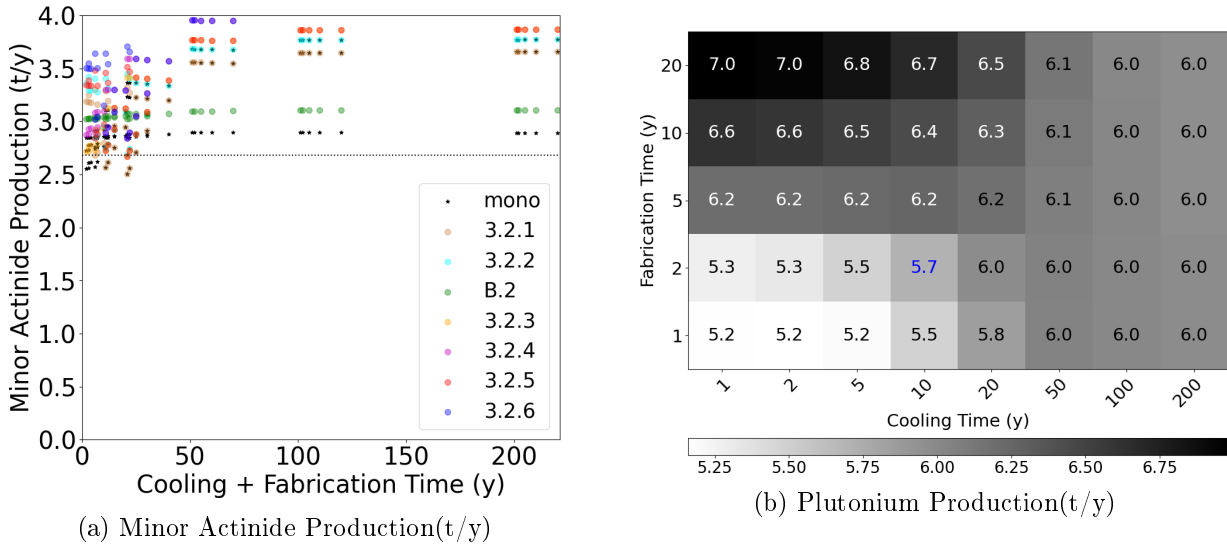 Minor Actinide Production (t/y)
4.0
3.5
3.0
2.5
2.0
1.5
1.0
0.5
0.0
mono
3.2.1
3.2.2
B.2
3.2.3
3.2.4
3.2.5
3.2.6
0 50 100 150 200
Cooling + Fabrication Time (y)
(a) Minor Actinide Production(t/y)
Fabrication Time (y)
20 7.0 7.0 6.8 6.7 6.5 6.1 6.0 6.0
10 6.6 6.6 6.5 6.4 6.3 6.1 6.0 6.0
5 6.2 6.2 6.2 6.2 6.2 6.1 6.0 6.0
2 5.3 5.3 5.5 5.7 6.0 6.0 6.0 6.0
1 5.2 5.2 5.2 5.5 5.8 6.0 6.0 6.0
1 2 5 10 20 50 100 200
Cooling Time (y)
5.25 5.50 5.75 6.00 6.25 6.50 6.75
(b) Plutonium Production(t/y)